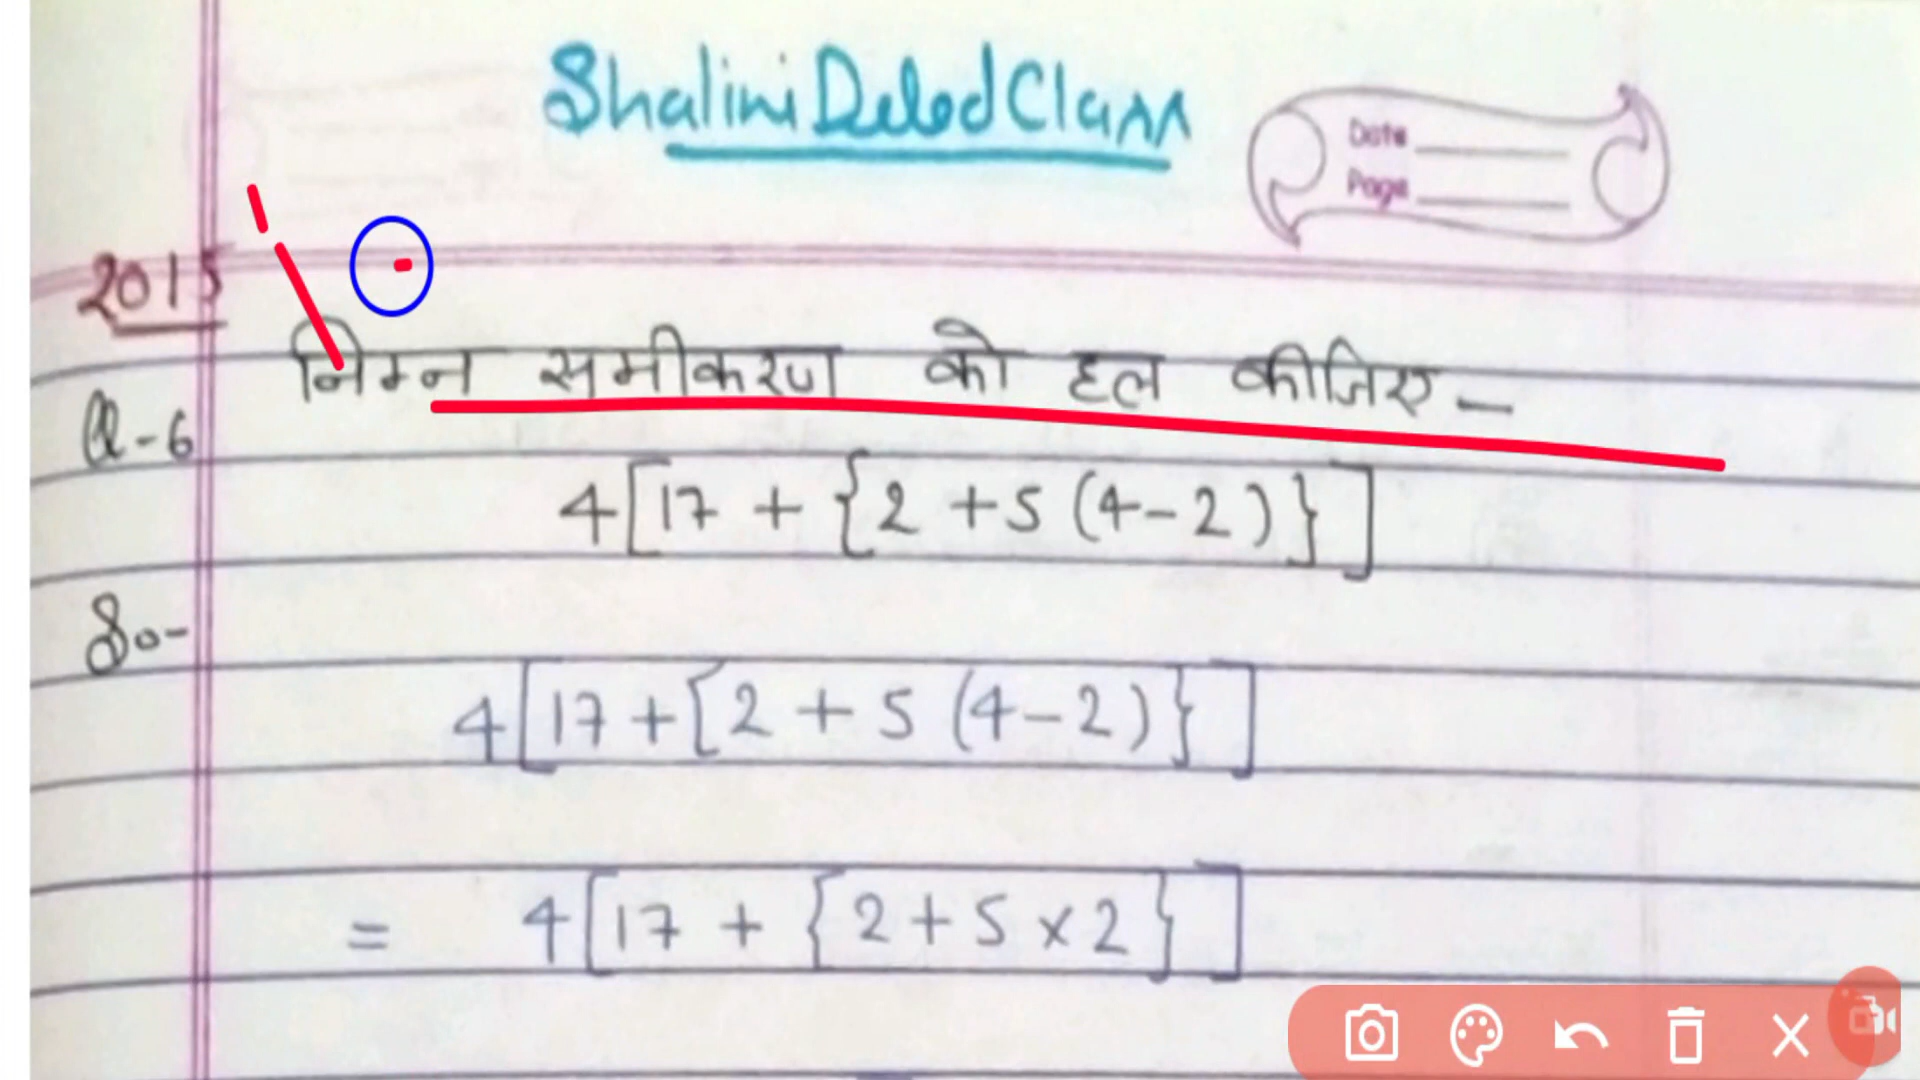 Shalini Deled Class
Date
Page
2015
निम्न समीकरण को हल कीजिए -
Q-6
4[17 + {2 + 5 (4-2)}]
So-
4[17 + {2 + 5 (4-2)}]
= 4[17 + {2 + 5 × 2}]